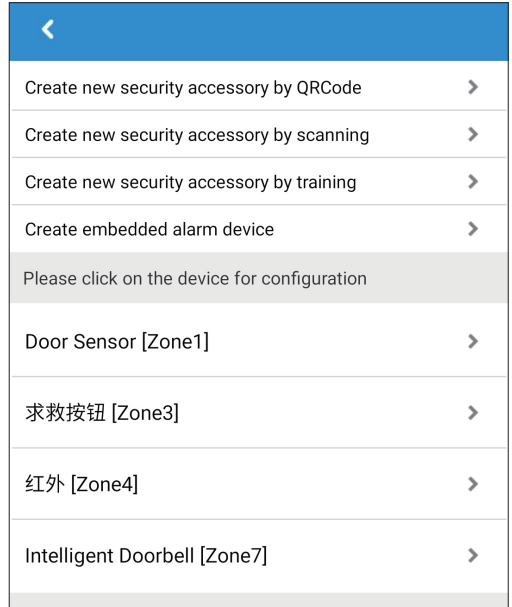 Create new security accessory by QRCode
Create new security accessory by scanning
Create new security accessory by training
Create embedded alarm device
Please click on the device for configuration
Door Sensor [Zone1]
求救按钮 [Zone3]
红外 [Zone4]
Intelligent Doorbell [Zone7]